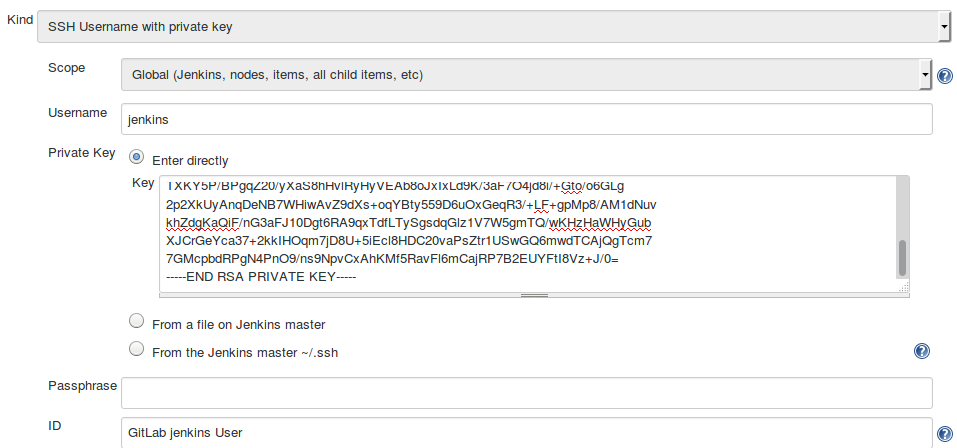 Kind
SSH Username with private key
Scope
Global (Jenkins, nodes, items, all child items, etc)
Username
jenkins
Private Key
Enter directly
Key
2p2XkUyAnqDeNB7WHiwAvZ9dXs+oqYBty559D6uOxGeqR3/+LF+gpMp8/AM1dNuv
khZdgKaQiF/nG3aFJ10Dgt6RA9qxTdfLTySgsdqGlz1V7W5gmTQ/wKHzHaWHyGub
XJCrGeYca37+2kkIHOqm7jD8U+5iEcI8HDC20vaPsZtr1USwGQ6mwdTCAjQgTcm7
7GMcpbdRPgN4PnO9/ns9NpvCxAhKMf5RavFl6mCajRP7B2EUYFtI8Vz+J/0=
-----END RSA PRIVATE KEY-----
From a file on Jenkins master
From the Jenkins master ~/.ssh
Passphrase
ID
GitLab jenkins User